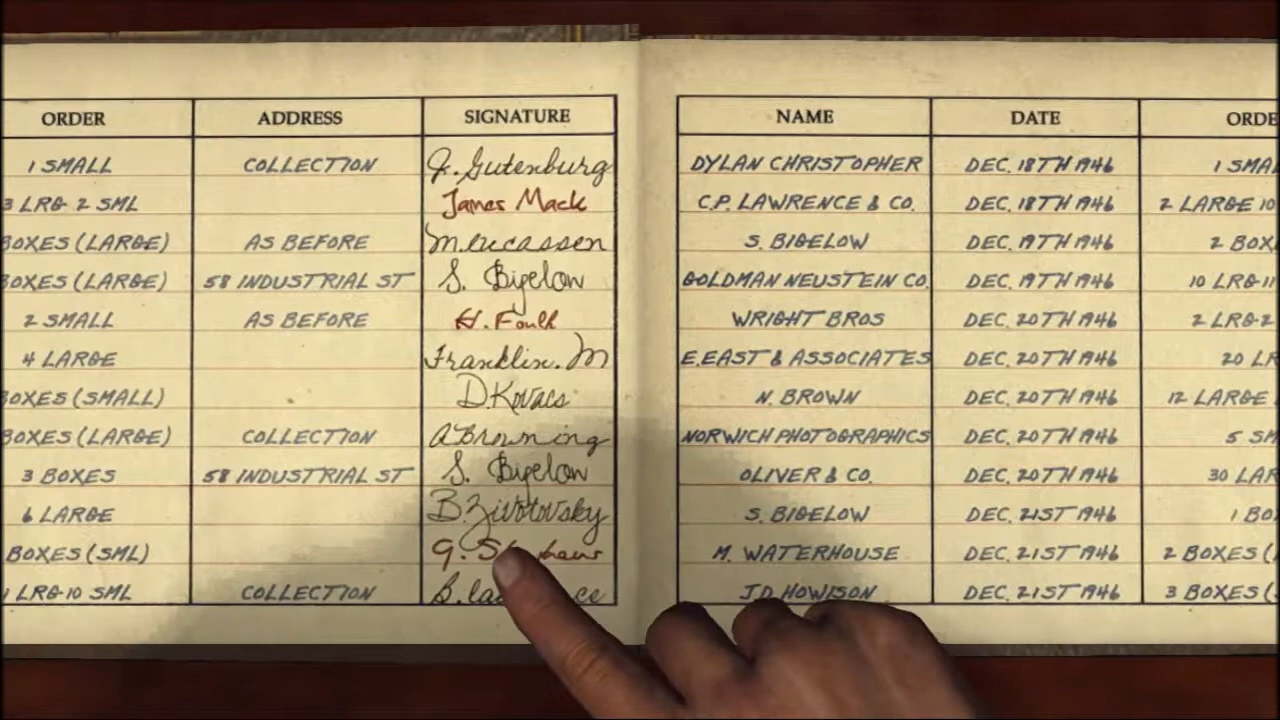 ORDER ADDRESS SIGNATURE
1 SMALL COLLECTION J. Gutenburg
3 LRG 2 SML James Mack
BOXES (LARGE) AS BEFORE
BOXES (LARGE) 58 INDUSTRIAL ST S. Bigelow
2 SMALL AS BEFORE H. Foulk
4 LARGE Franklin. M
BOXES (SMALL) D. Kovacs
BOXES (LARGE) COLLECTION A Browning
3 BOXES 58 INDUSTRIAL ST S. Bigelow
6 LARGE B. Zivotovsky
BOXES (SML) G.
LRG 10 SML COLLECTION B.
NAME DATE
DYLAN CHRISTOPHER DEC. 18TH 1946 1
C.P. LAWRENCE & CO. DEC. 18TH 1946 2 LARGE 10
S. BIGELOW DEC. 19TH 1946 2
GOLDMAN NEUSTEIN CO. DEC. 19TH 1946 10 LRG
WRIGHT BROS DEC. 20TH 1946 2 LRG-2
E.EAST & ASSOCIATES DEC. 20TH 1946 20
N. BROWN DEC. 20TH 1946 12 LARGE
NORWICH PHOTOGRAPHICS DEC. 20TH 1946 5
OLIVER & CO. DEC. 20TH 1946 30
S. BIGELOW DEC. 21ST 1946 1
M. WATERHOUSE DEC. 21ST 1946 2 BOXES (
J.D HOWISON DEC. 21ST 1946 3 BOXES (